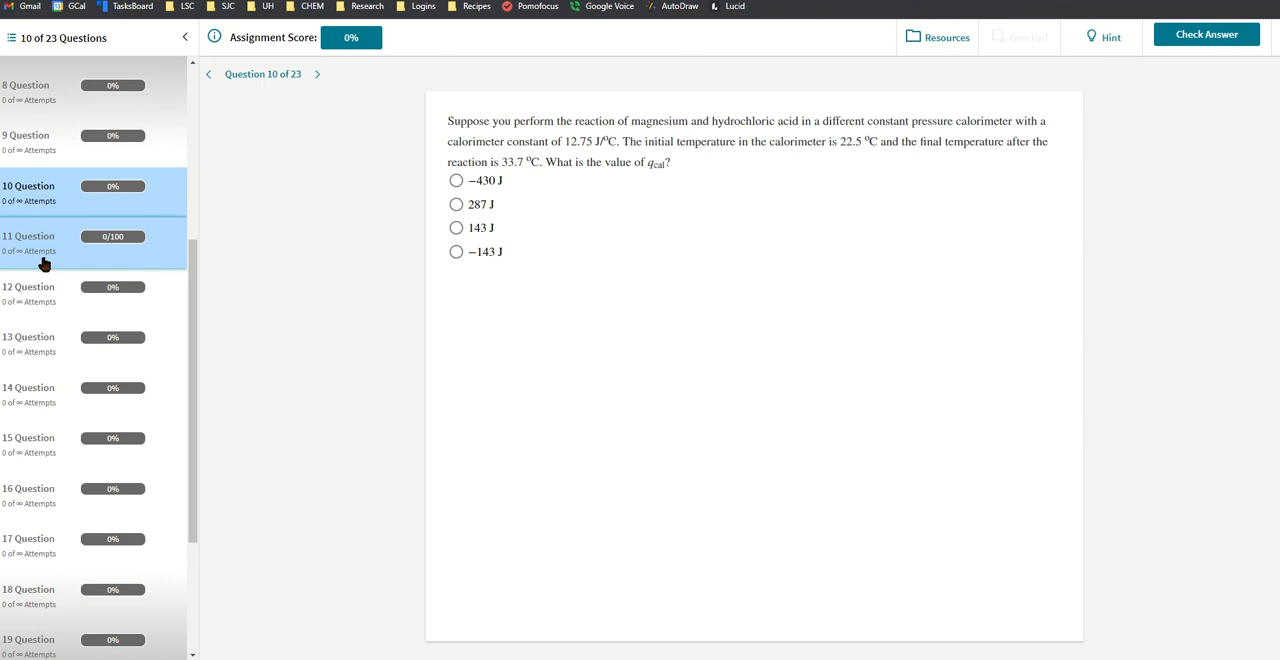 Gmail GCal TasksBoard LSC SJC UH CHEM Research Logins Recipes Pomofocus Google Voice AutoDraw Lucid
10 of 23 Questions
Assignment Score: 0% Resources Give Up? Hint Check Answer
Question 10 of 23
8 Question 0%
0 of ∞ Attempts
9 Question 0%
0 of ∞ Attempts
10 Question 0%
0 of ∞ Attempts
11 Question 0/100
0 of ∞ Attempts
12 Question 0%
0 of ∞ Attempts
13 Question 0%
0 of ∞ Attempts
14 Question 0%
0 of ∞ Attempts
15 Question 0%
0 of ∞ Attempts
16 Question 0%
0 of ∞ Attempts
17 Question 0%
0 of ∞ Attempts
18 Question 0%
0 of ∞ Attempts
19 Question 0%
0 of ∞ Attempts
Suppose you perform the reaction of magnesium and hydrochloric acid in a different constant pressure calorimeter with a
calorimeter constant of 12.75 J/ºC. The initial temperature in the calorimeter is 22.5 ºC and the final temperature after the
reaction is 33.7 ºC. What is the value of qcal?
−430 J
287 J
143 J
−143 J